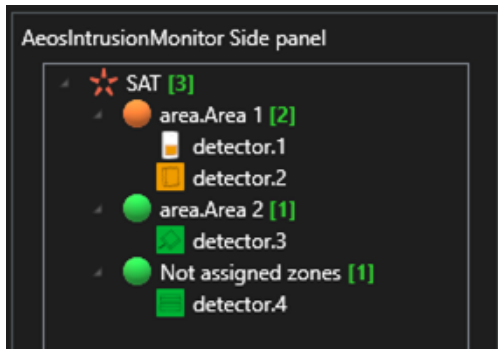 AeosIntrusionMonitor Side panel
SAT [3]
area.Area 1 [2]
detector.1
detector.2
area.Area 2 [1]
detector.3
Not assigned zones [1]
detector.4